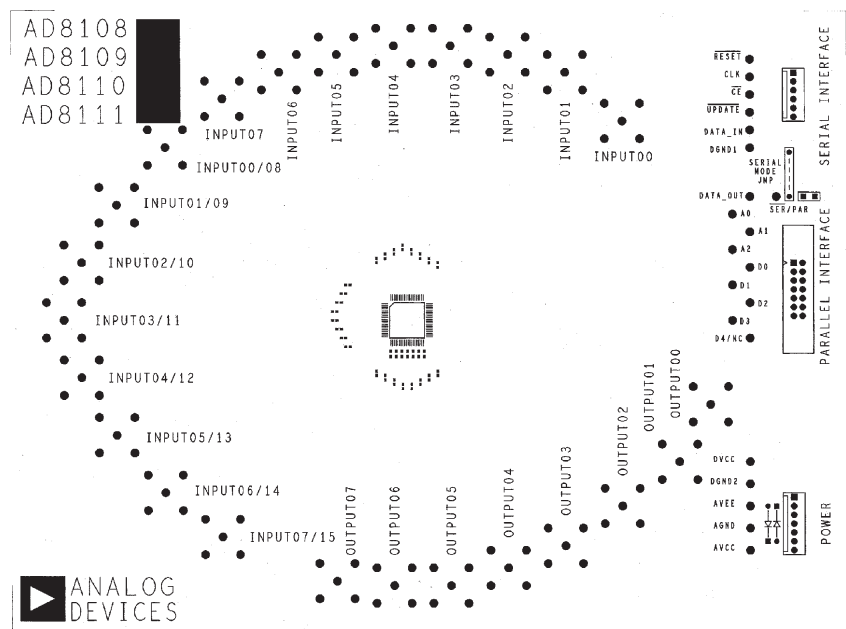 AD8108
AD8109
AD8110
AD8111
INPUT07
INPUT06
INPUT05
INPUT04
INPUT03
INPUT02
INPUT01
INPUT00
INPUT00/08
INPUT01/09
INPUT02/10
INPUT03/11
INPUT04/12
INPUT05/13
INPUT06/14
INPUT07/15
OUTPUT07
OUTPUT06
OUTPUT05
OUTPUT04
OUTPUT03
OUTPUT02
OUTPUT01
OUTPUT00
RESET
CLK
CE
UPDATE
DATA_IN
DGND1
SERIAL INTERFACE
SERIAL
MODE
JMP
DATA_OUT
SER/PAR
A0
A1
A2
D0
D1
D2
D3
D4/NC
PARALLEL INTERFACE
DVCC
DGND2
AVEE
AGND
AVCC
POWER
ANALOG
DEVICES